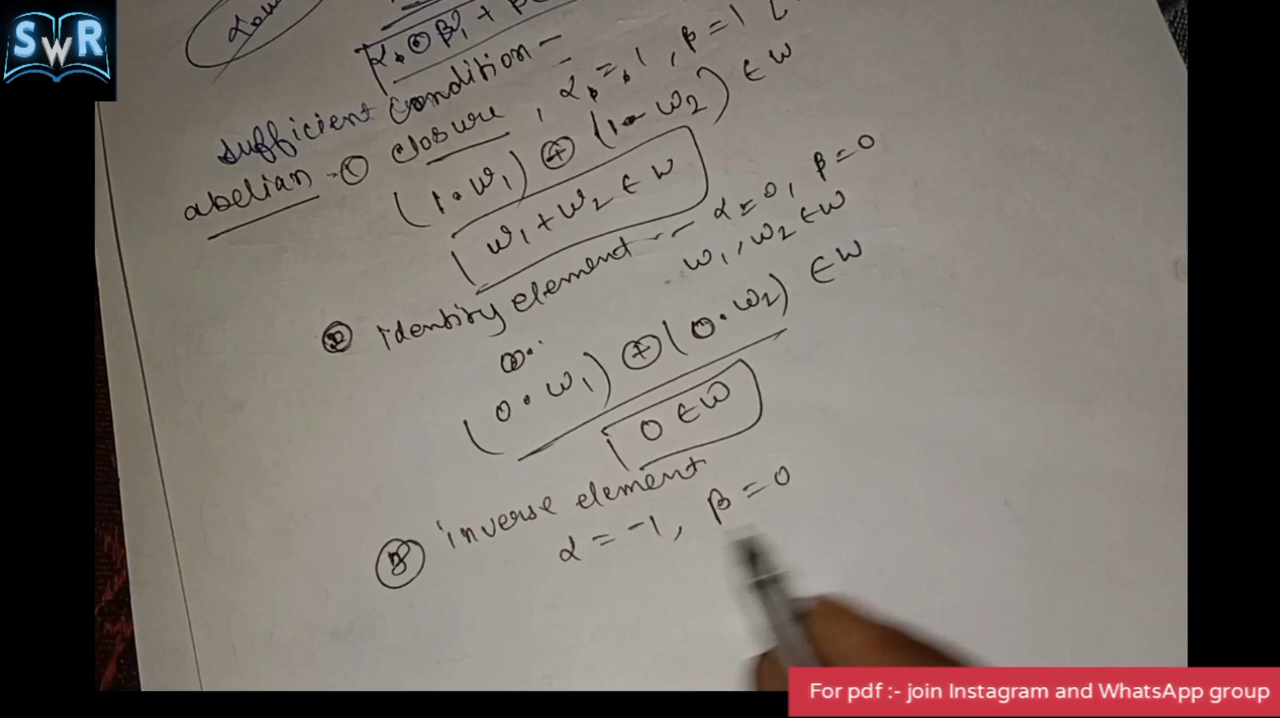 SWR
α . ⊙ β, +
Sufficient condition -
abelian - ① closure, α = 1, β = 1
(1 . w₁) ⊕ (1 . w₂) ∈ W
w₁ + w₂ ∈ W
② identity element -- α = 0, β = 0
w₁, w₂ ∈ W
(0 . w₁) ⊕ (0 . w₂) ∈ W
0 ∈ W
③ inverse element
α = -1, β = 0
For pdf :- join Instagram and WhatsApp group